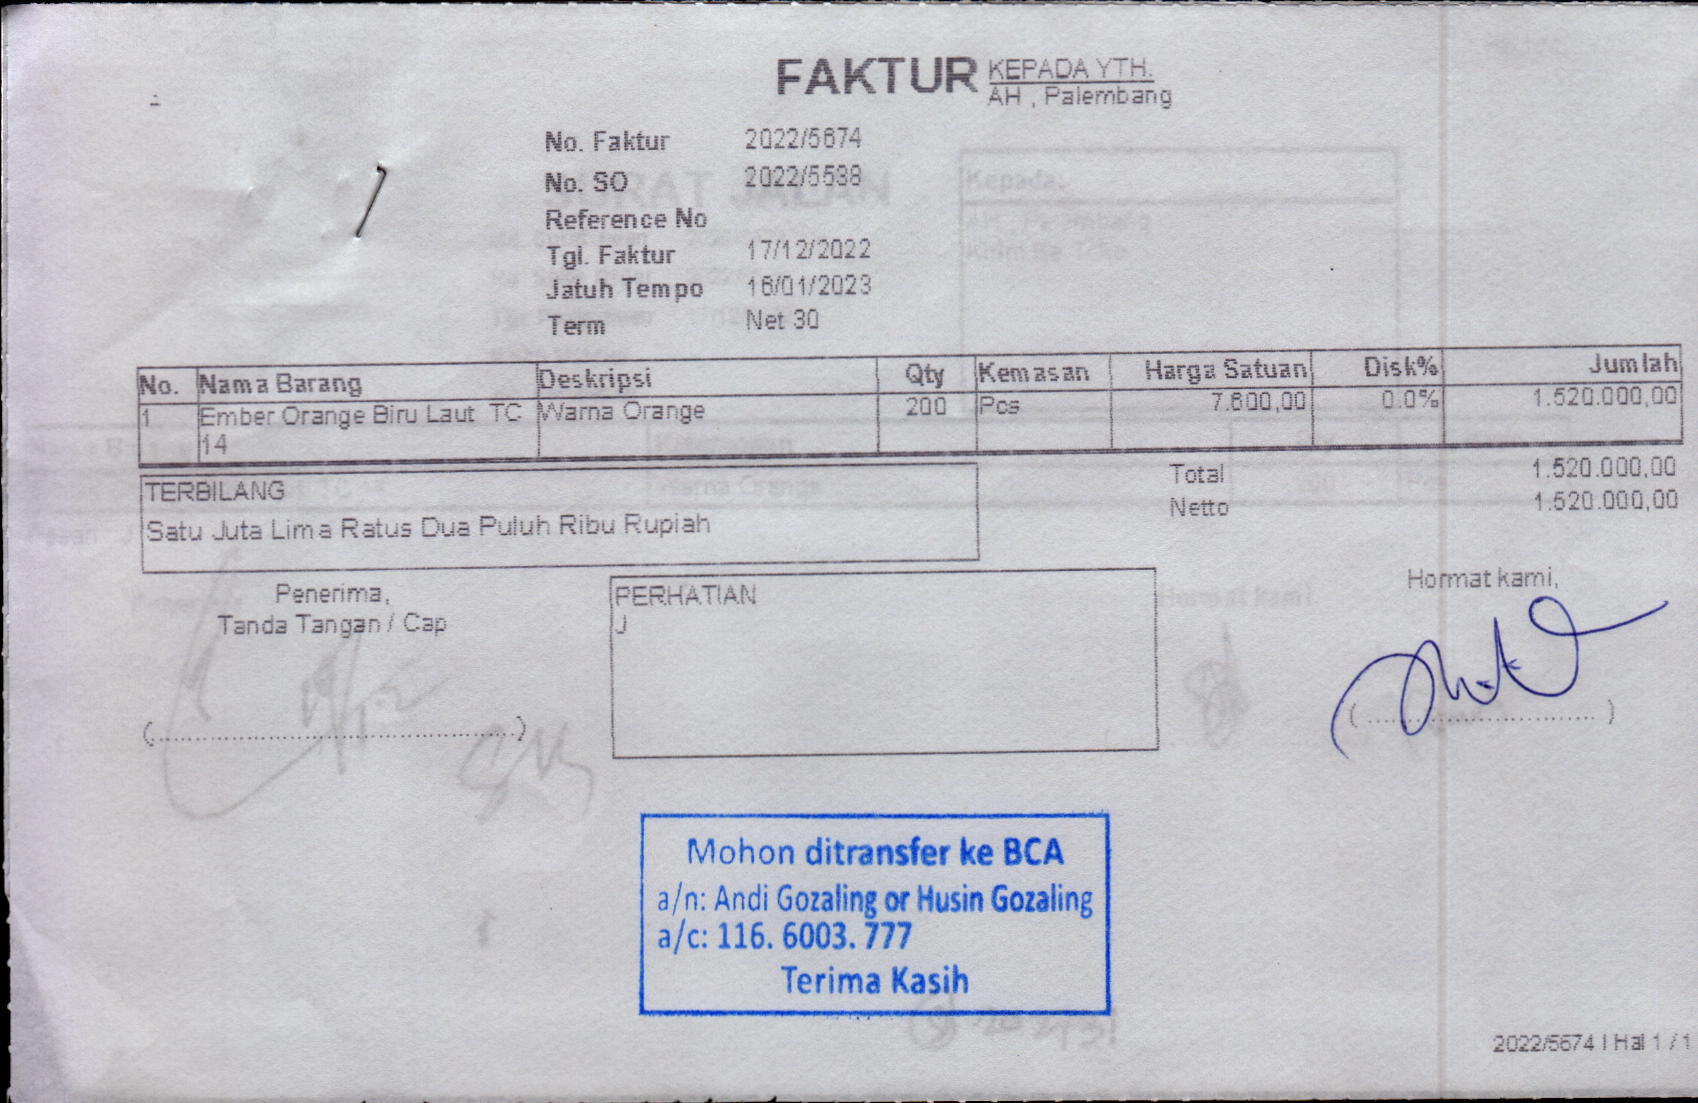 FAKTUR
KEPADA YTH.
AH , Palembang
No. Faktur 2022/5674
No. SO 2022/5538
Reference No
Tgl. Faktur 17/12/2022
Jatuh Tempo 16/01/2023
Term Net 30
No. Nama Barang Deskripsi Qty Kemasan Harga Satuan Disk% Jumlah
1 Ember Orange Biru Laut TC Warna Orange 200 Pcs 7.600,00 0.0% 1.520.000,00
14
Total 1.520.000,00
Netto 1.520.000,00
TERBILANG
Satu Juta Lima Ratus Dua Puluh Ribu Rupiah
Penerima,
Tanda Tangan / Cap
(..............................................)
PERHATIAN
J
Hormat kami,
( ................................ )
Mohon ditransfer ke BCA
a/n: Andi Gozaling or Husin Gozaling
a/c: 116. 6003. 777
Terima Kasih
2022/5674 | Hal 1 / 1